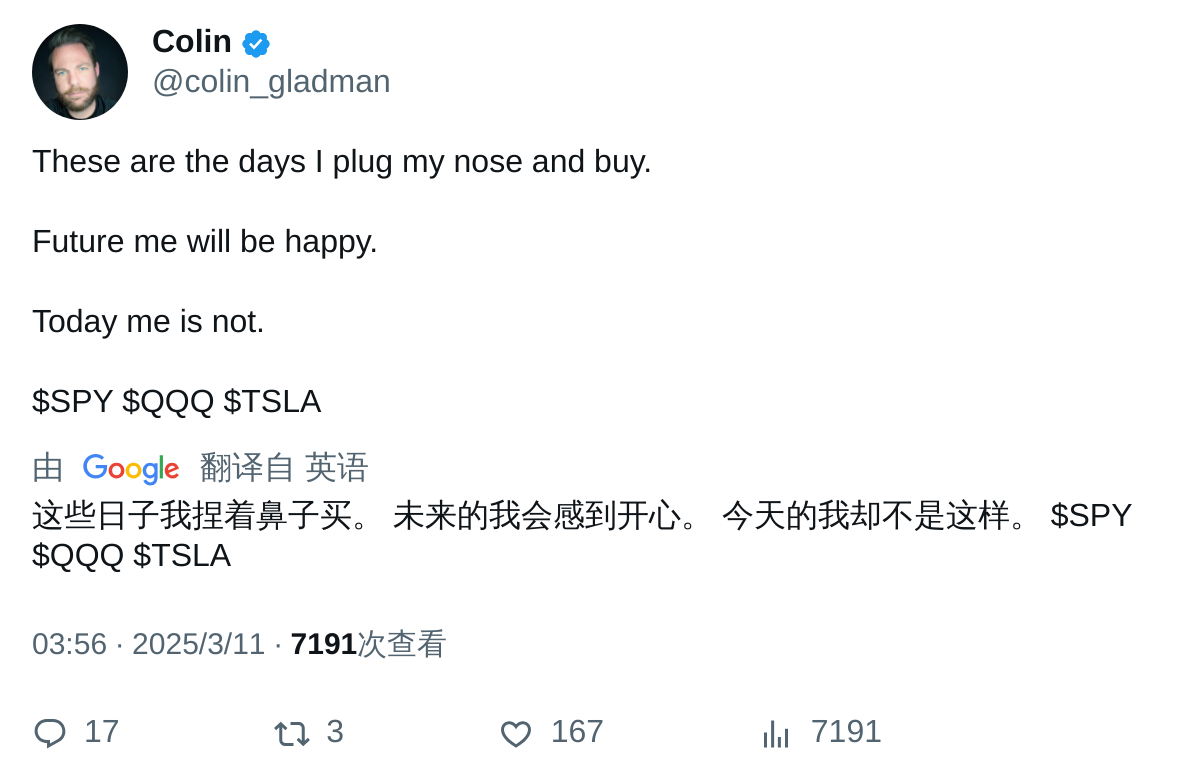 Colin
@colin_gladman
These are the days I plug my nose and buy.
Future me will be happy.
Today me is not.
$SPY $QQQ $TSLA
由 Google 翻译自 英语
这些日子我捏着鼻子买。 未来的我会感到开心。 今天的我却不是这样。 $SPY
$QQQ $TSLA
03:56 · 2025/3/11 · 7191次查看
17 3 167 7191